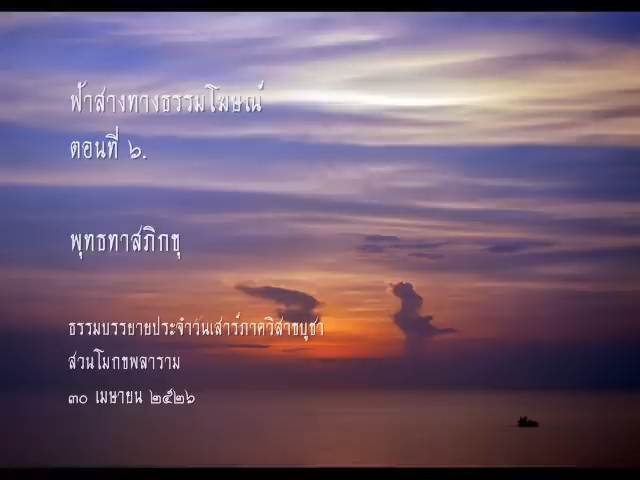 ฟ้าสางทางธรรมโฆษณ์
ตอนที่ ๖.
พุทธทาสภิกขุ
ธรรมบรรยายประจำวันเสาร์ภาควิสาขบูชา
สวนโมกขพลาราม
๓๐ เมษายน ๒๕๒๖